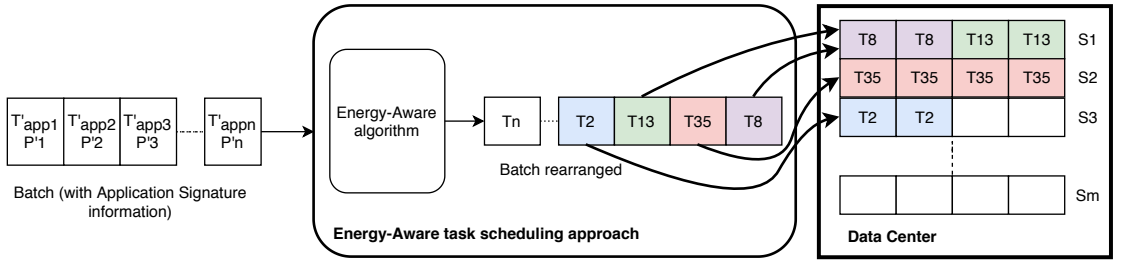 T'app1 T'app2 T'app3 T'appn
P'1 P'2 P'3 P'n
Batch (with Application Signature
information)
Energy-Aware
algorithm
Tn T2 T13 T35 T8
Batch rearranged
Energy-Aware task scheduling approach
T8 T8 T13 T13 S1
T35 T35 T35 T35 S2
T2 T2 S3
Sm
Data Center